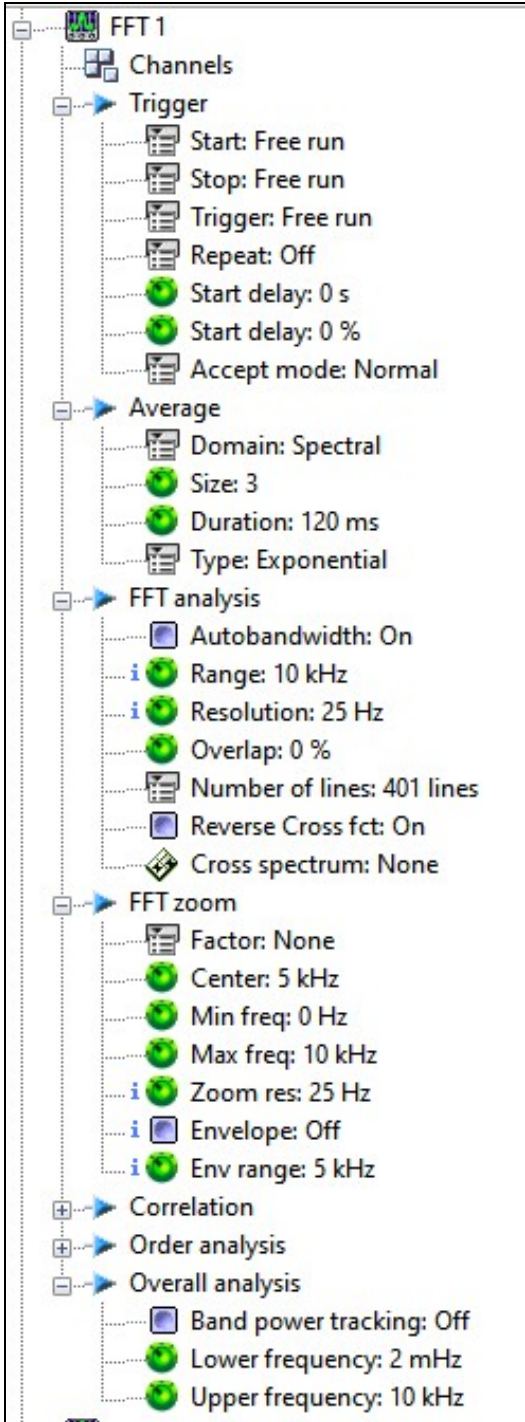 FFT 1
Channels
Trigger
Start: Free run
Stop: Free run
Trigger: Free run
Repeat: Off
Start delay: 0 s
Start delay: 0 %
Accept mode: Normal
Average
Domain: Spectral
Size: 3
Duration: 120 ms
Type: Exponential
FFT analysis
Autobandwidth: On
i Range: 10 kHz
i Resolution: 25 Hz
Overlap: 0 %
Number of lines: 401 lines
Reverse Cross fct: On
Cross spectrum: None
FFT zoom
Factor: None
Center: 5 kHz
Min freq: 0 Hz
Max freq: 10 kHz
i Zoom res: 25 Hz
i Envelope: Off
i Env range: 5 kHz
Correlation
Order analysis
Overall analysis
Band power tracking: Off
Lower frequency: 2 mHz
Upper frequency: 10 kHz